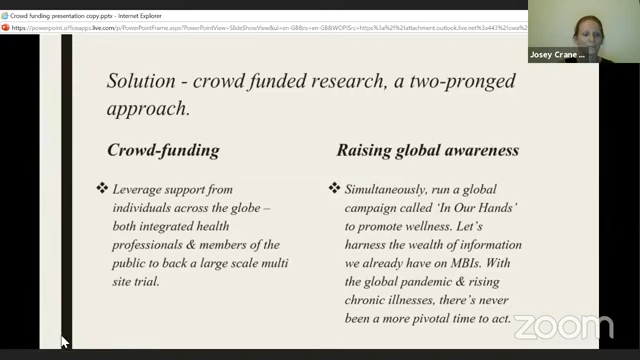 Crowd funding presentation copy.pptx - Internet Explorer
Josey Crane ...
Solution - crowd funded research, a two-pronged
approach.
Crowd-funding
Raising global awareness
❖ Leverage support from
individuals across the globe –
both integrated health
professionals & members of the
public to back a large scale multi
site trial.
❖ Simultaneously, run a global
campaign called ‘In Our Hands’
to promote wellness. Let’s
harness the wealth of information
we already have on MBIs. With
the global pandemic & rising
chronic illnesses, there’s never
been a more pivotal time to act.
zoom